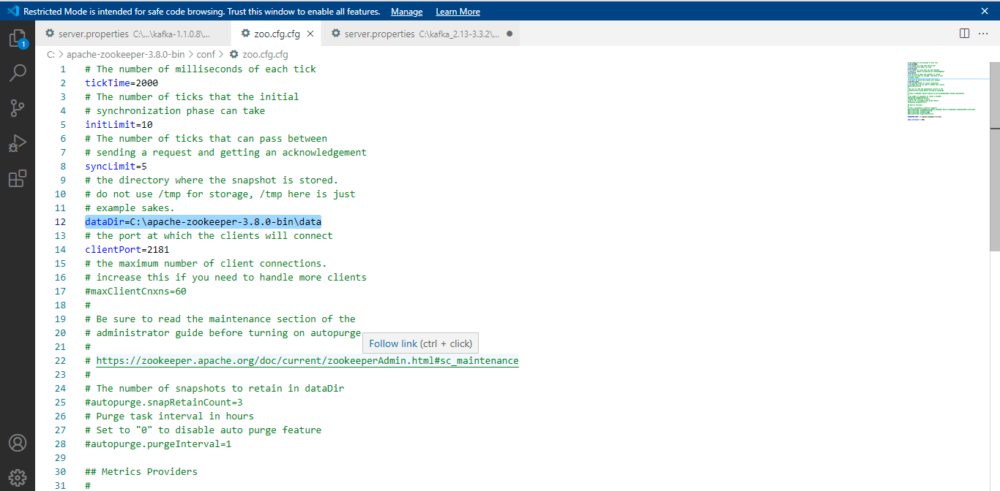 Restricted Mode is intended for safe code browsing. Trust this window to enable all features. Manage Learn More
server.properties C:\...\kafka-1.1.0.8\... zoo.cfg.cfg server.properties C:\kafka_2.13-3.3.2\...
1
C: > apache-zookeeper-3.8.0-bin > conf > zoo.cfg.cfg
1 # The number of milliseconds of each tick
2 tickTime=2000
3 # The number of ticks that the initial
4 # synchronization phase can take
5 initLimit=10
6 # The number of ticks that can pass between
7 # sending a request and getting an acknowledgement
8 syncLimit=5
9 # the directory where the snapshot is stored.
10 # do not use /tmp for storage, /tmp here is just
11 # example sakes.
12 dataDir=C:\apache-zookeeper-3.8.0-bin\data
13 # the port at which the clients will connect
14 clientPort=2181
15 # the maximum number of client connections.
16 # increase this if you need to handle more clients
17 #maxClientCnxns=60
18 #
19 # Be sure to read the maintenance section of the
20 # administrator guide before turning on autopurge
Follow link (ctrl + click)
21 #
22 # https://zookeeper.apache.org/doc/current/zookeeperAdmin.html#sc_maintenance
23 #
24 # The number of snapshots to retain in dataDir
25 #autopurge.snapRetainCount=3
26 # Purge task interval in hours
27 # Set to "0" to disable auto purge feature
28 #autopurge.purgeInterval=1
29
30 ## Metrics Providers
31 #